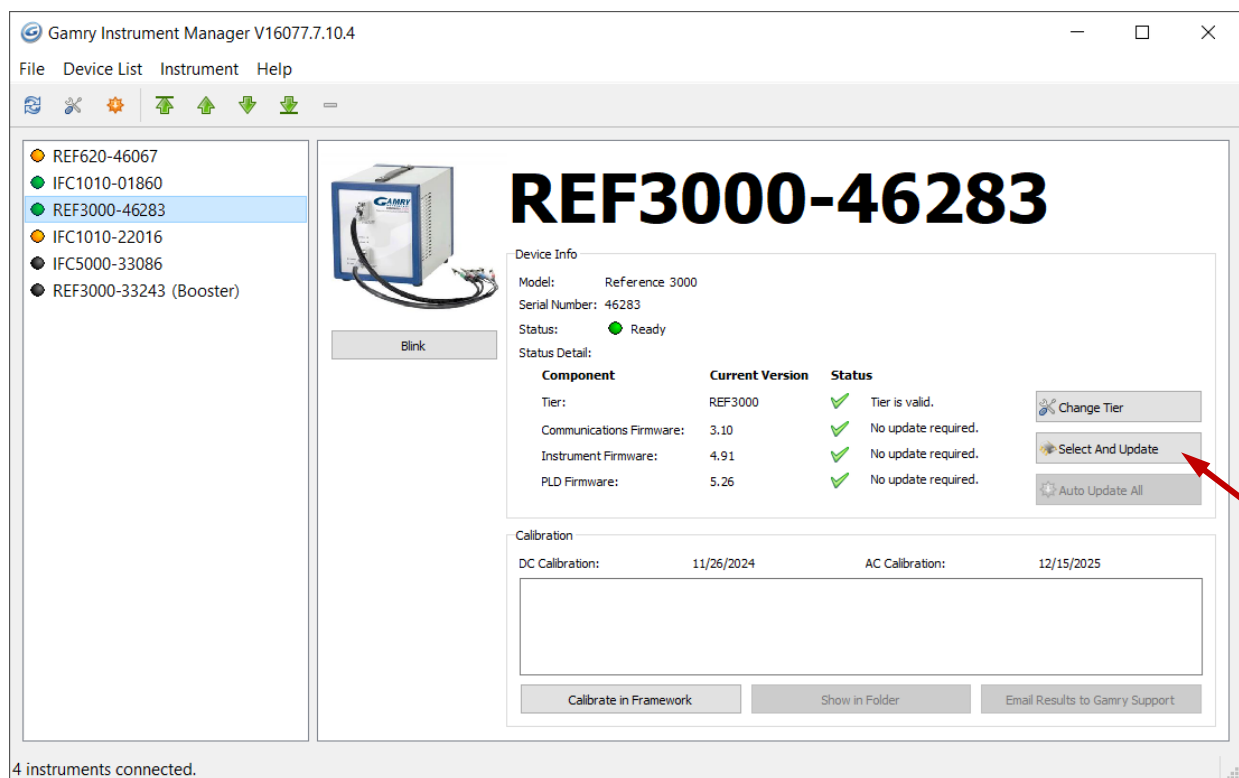 Gamry Instrument Manager V16077.7.10.4
File Device List Instrument Help
REF620-46067
IFC1010-01860
REF3000-46283
IFC1010-22016
IFC5000-33086
REF3000-33243 (Booster)
GAMRY
Blink
REF3000-46283
Device Info
Model: Reference 3000
Serial Number: 46283
Status: Ready
Status Detail:
Component Current Version Status
Tier: REF3000 Tier is valid.
Change Tier
Communications Firmware: 3.10 No update required.
Select And Update
Instrument Firmware: 4.91 No update required.
PLD Firmware: 5.26 No update required.
Auto Update All
Calibration
DC Calibration: 11/26/2024 AC Calibration: 12/15/2025
Calibrate in Framework Show in Folder Email Results to Gamry Support
4 instruments connected.